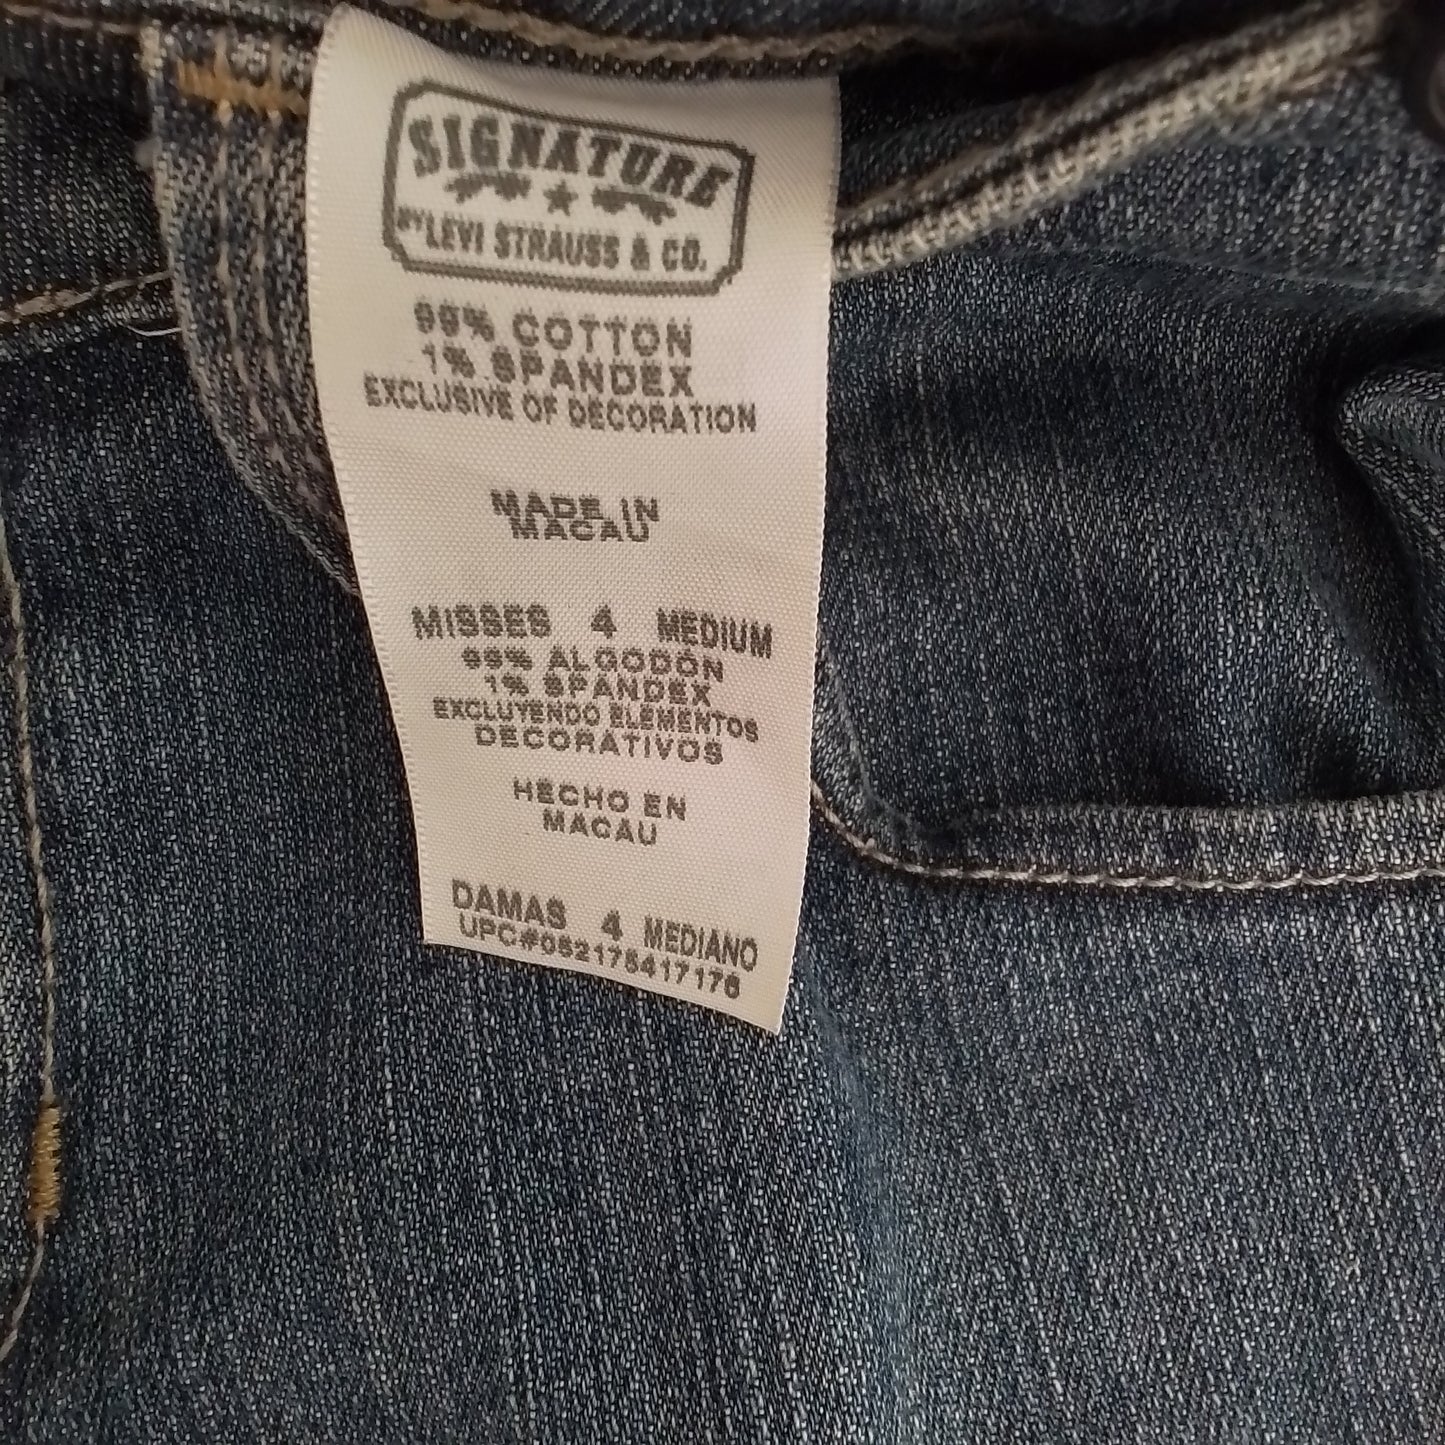 SIGNATURE
BY LEVI STRAUSS & CO.
99% COTTON
1% SPANDEX
EXCLUSIVE OF DECORATION
MADE IN
MACAU
MISSES 4 MEDIUM
99% ALGODÓN
1% SPANDEX
EXCLUYENDO ELEMENTOS
DECORATIVOS
HECHO EN
MACAU
DAMAS 4 MEDIANO
UPC#052175417176